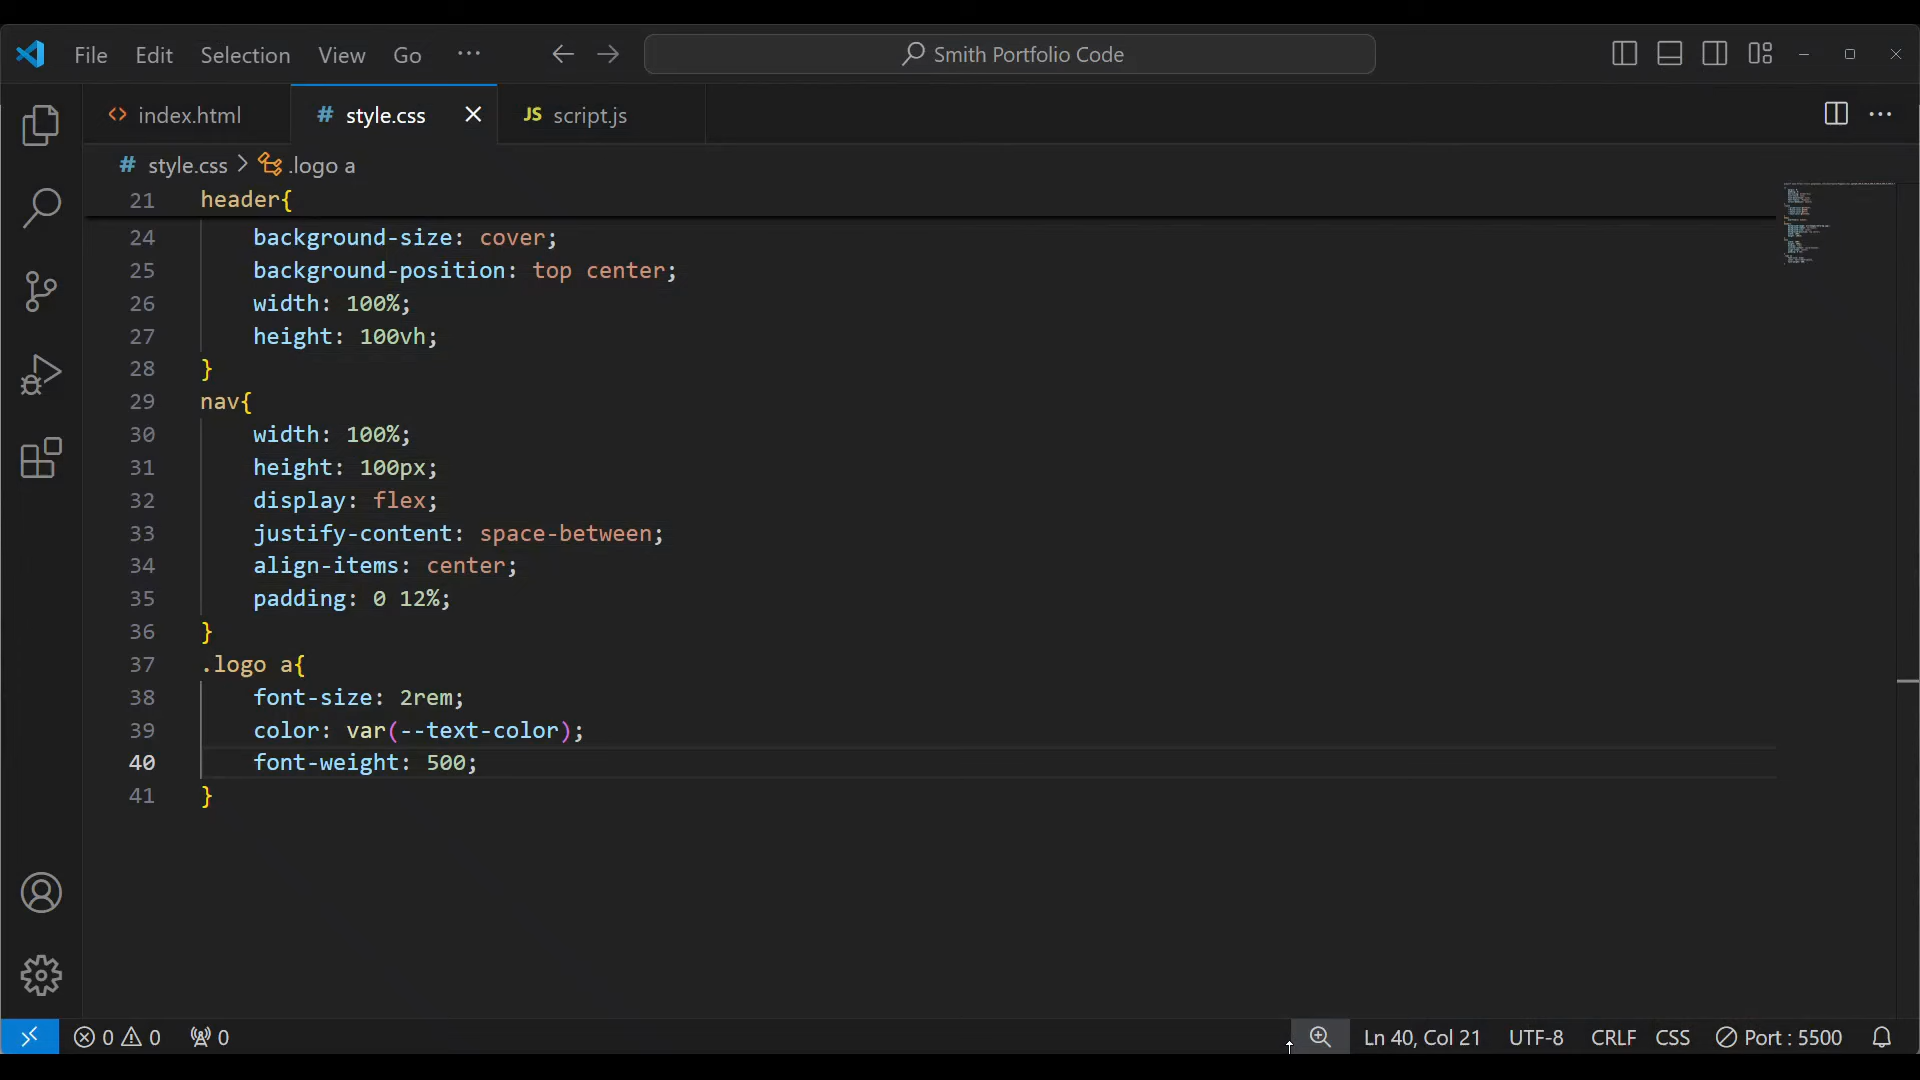 File Edit Selection View Go ··· Smith Portfolio Code
index.html # style.css JS script.js
# style.css > .logo a
21 header{
24 background-size: cover;
25 background-position: top center;
26 width: 100%;
27 height: 100vh;
28 }
29 nav{
30 width: 100%;
31 height: 100px;
32 display: flex;
33 justify-content: space-between;
34 align-items: center;
35 padding: 0 12%;
36 }
37 .logo a{
38 font-size: 2rem;
39 color: var(--text-color);
40 font-weight: 500;
41 }
0 0 0 Ln 40, Col 21 UTF-8 CRLF CSS Port : 5500